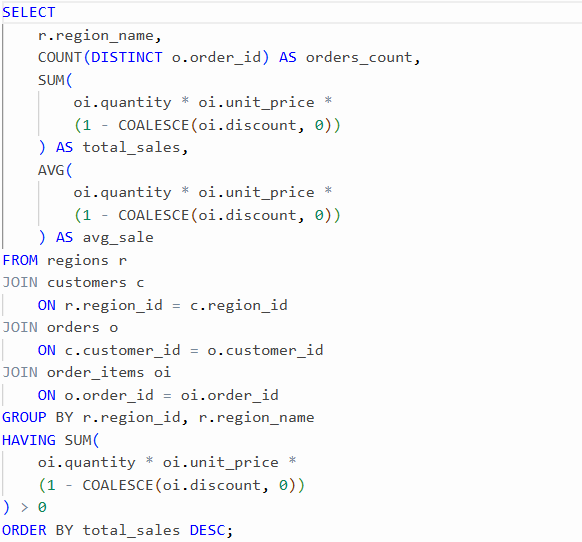 SELECT
    r.region_name,
    COUNT(DISTINCT o.order_id) AS orders_count,
    SUM(
        oi.quantity * oi.unit_price *
        (1 - COALESCE(oi.discount, 0))
    ) AS total_sales,
    AVG(
        oi.quantity * oi.unit_price *
        (1 - COALESCE(oi.discount, 0))
    ) AS avg_sale
FROM regions r
JOIN customers c
    ON r.region_id = c.region_id
JOIN orders o
    ON c.customer_id = o.customer_id
JOIN order_items oi
    ON o.order_id = oi.order_id
GROUP BY r.region_id, r.region_name
HAVING SUM(
    oi.quantity * oi.unit_price *
    (1 - COALESCE(oi.discount, 0))
) > 0
ORDER BY total_sales DESC;